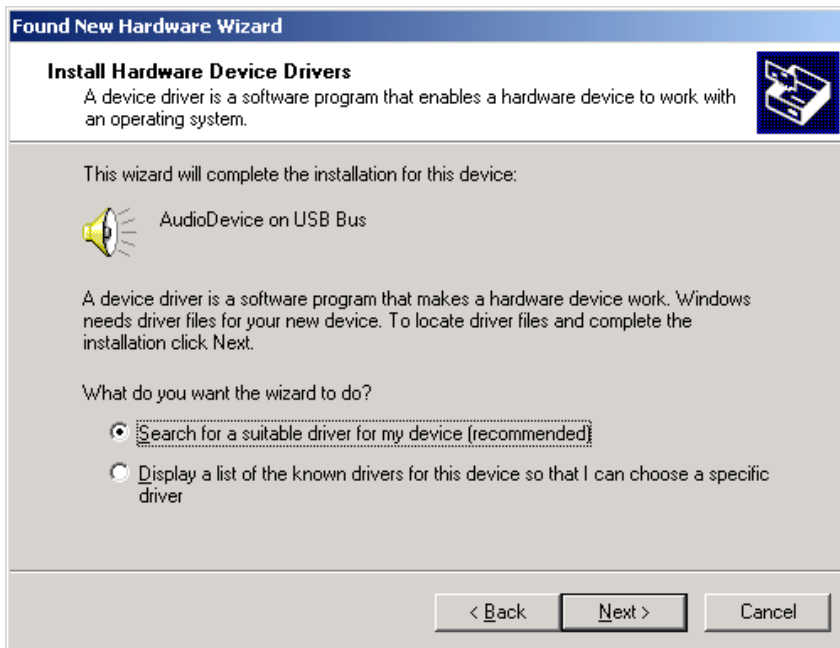 Found New Hardware Wizard
Install Hardware Device Drivers
A device driver is a software program that enables a hardware device to work with
an operating system.
This wizard will complete the installation for this device:
AudioDevice on USB Bus
A device driver is a software program that makes a hardware device work. Windows
needs driver files for your new device. To locate driver files and complete the
installation click Next.
What do you want the wizard to do?
Search for a suitable driver for my device (recommended)
Display a list of the known drivers for this device so that I can choose a specific
driver
< Back Next > Cancel